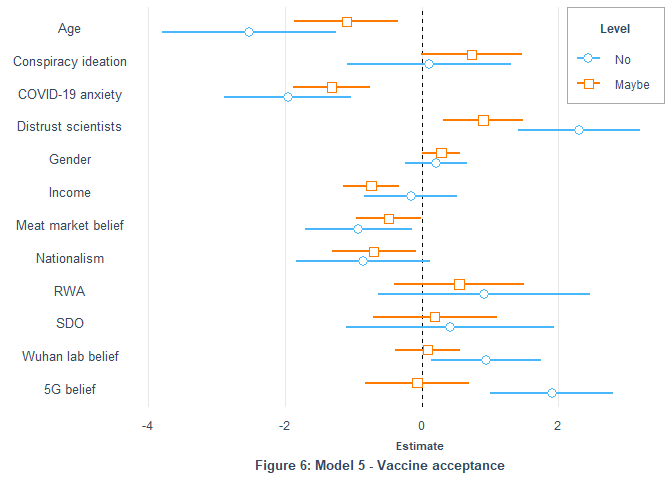 Age
Conspiracy ideation
COVID-19 anxiety
Distrust scientists
Gender
Income
Meat market belief
Nationalism
RWA
SDO
Wuhan lab belief
5G belief
Level
No
Maybe
-4 -2 0 2
Estimate
Figure 6: Model 5 - Vaccine acceptance